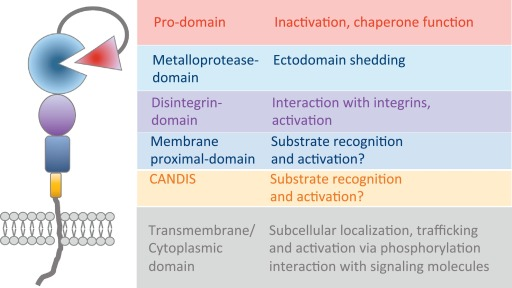 Pro-domain Inactivation, chaperone function
Metalloprotease- Ectodomain shedding
domain
Disintegrin- Interaction with integrins,
domain activation
Membrane Substrate recognition
proximal-domain and activation?
CANDIS Substrate recognition
and activation?
Transmembrane/ Subcellular localization, trafficking
Cytoplasmic and activation via phosphorylation
domain interaction with signaling molecules